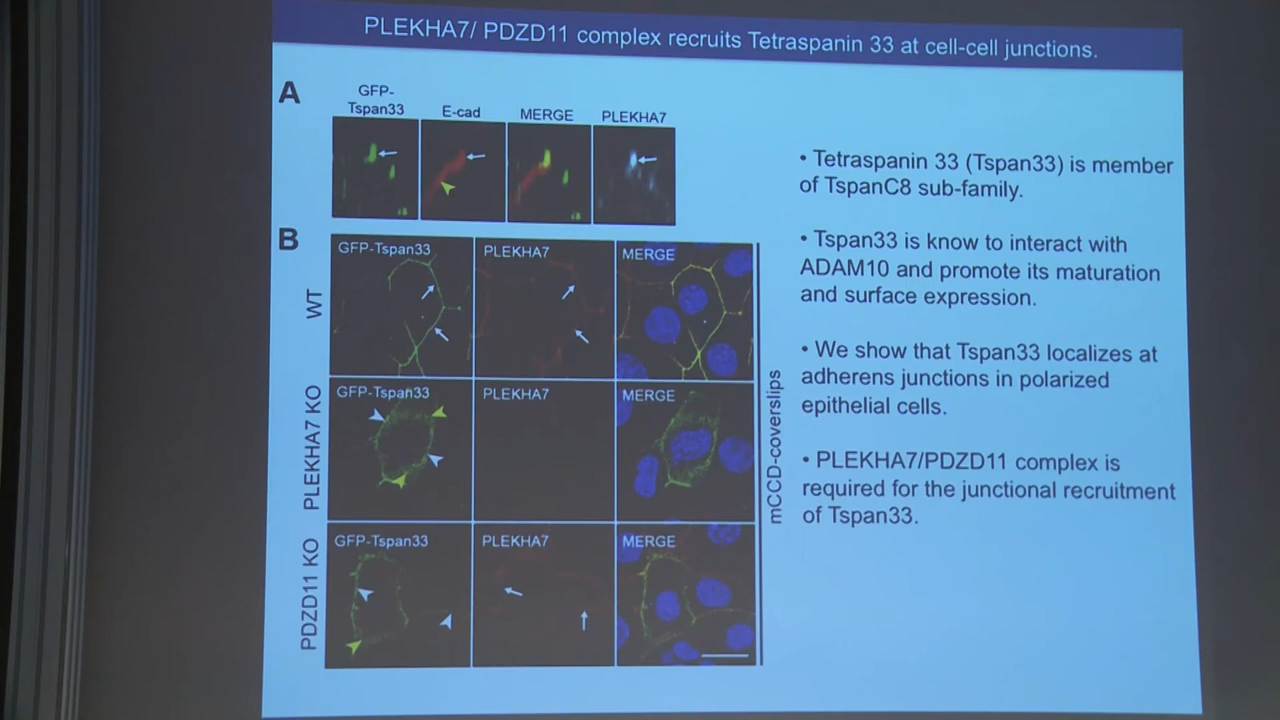 PLEKHA7/ PDZD11 complex recruits Tetraspanin 33 at cell-cell junctions.
A
GFP-
Tspan33
E-cad
MERGE
PLEKHA7
B
WT
GFP-Tspan33
PLEKHA7
MERGE
PLEKHA7 KO
GFP-Tspan33
PLEKHA7
MERGE
PDZD11 KO
GFP-Tspan33
PLEKHA7
MERGE
mCCD-coverslips
• Tetraspanin 33 (Tspan33) is member
of TspanC8 sub-family.
• Tspan33 is know to interact with
ADAM10 and promote its maturation
and surface expression.
• We show that Tspan33 localizes at
adherens junctions in polarized
epithelial cells.
• PLEKHA7/PDZD11 complex is
required for the junctional recruitment
of Tspan33.